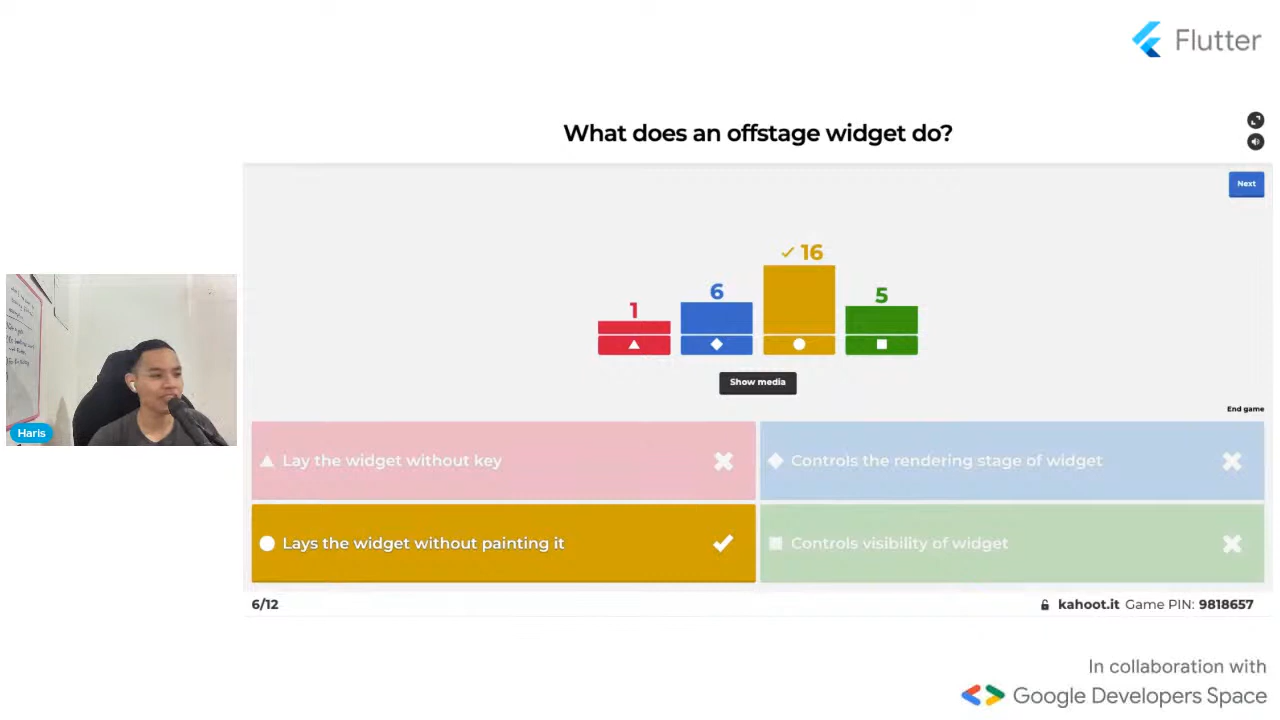 Flutter
What does an offstage widget do?
Next
1
6
16
5
Show media
End game
Lay the widget without key
Controls the rendering stage of widget
Lays the widget without painting it
Controls visibility of widget
Haris
6/12
kahoot.it Game PIN: 9818657
In collaboration with
Google Developers Space